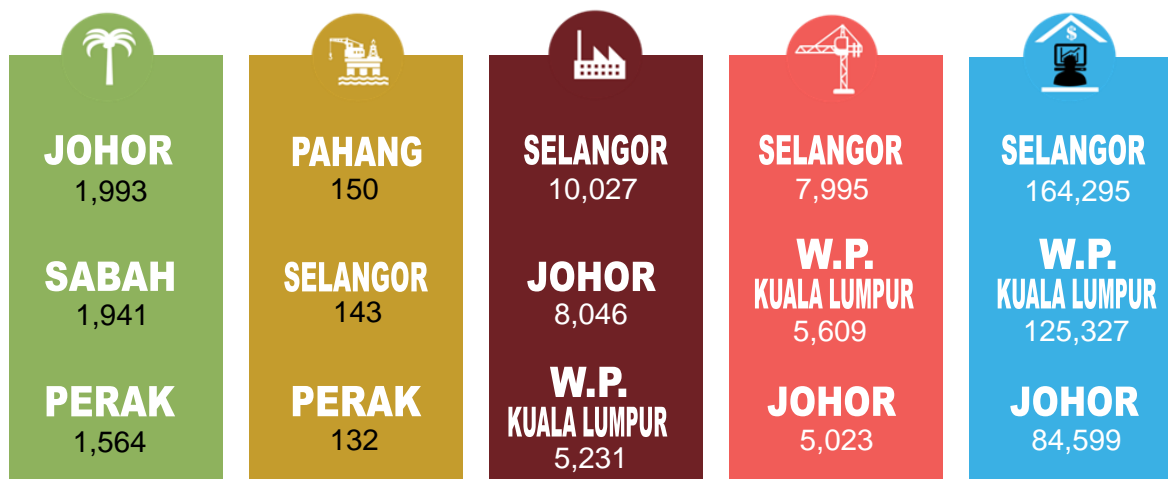 $
JOHOR
1,993
SABAH
1,941
PERAK
1,564
PAHANG
150
SELANGOR
143
PERAK
132
SELANGOR
10,027
JOHOR
8,046
W.P.
KUALA LUMPUR
5,231
SELANGOR
7,995
W.P.
KUALA LUMPUR
5,609
JOHOR
5,023
SELANGOR
164,295
W.P.
KUALA LUMPUR
125,327
JOHOR
84,599